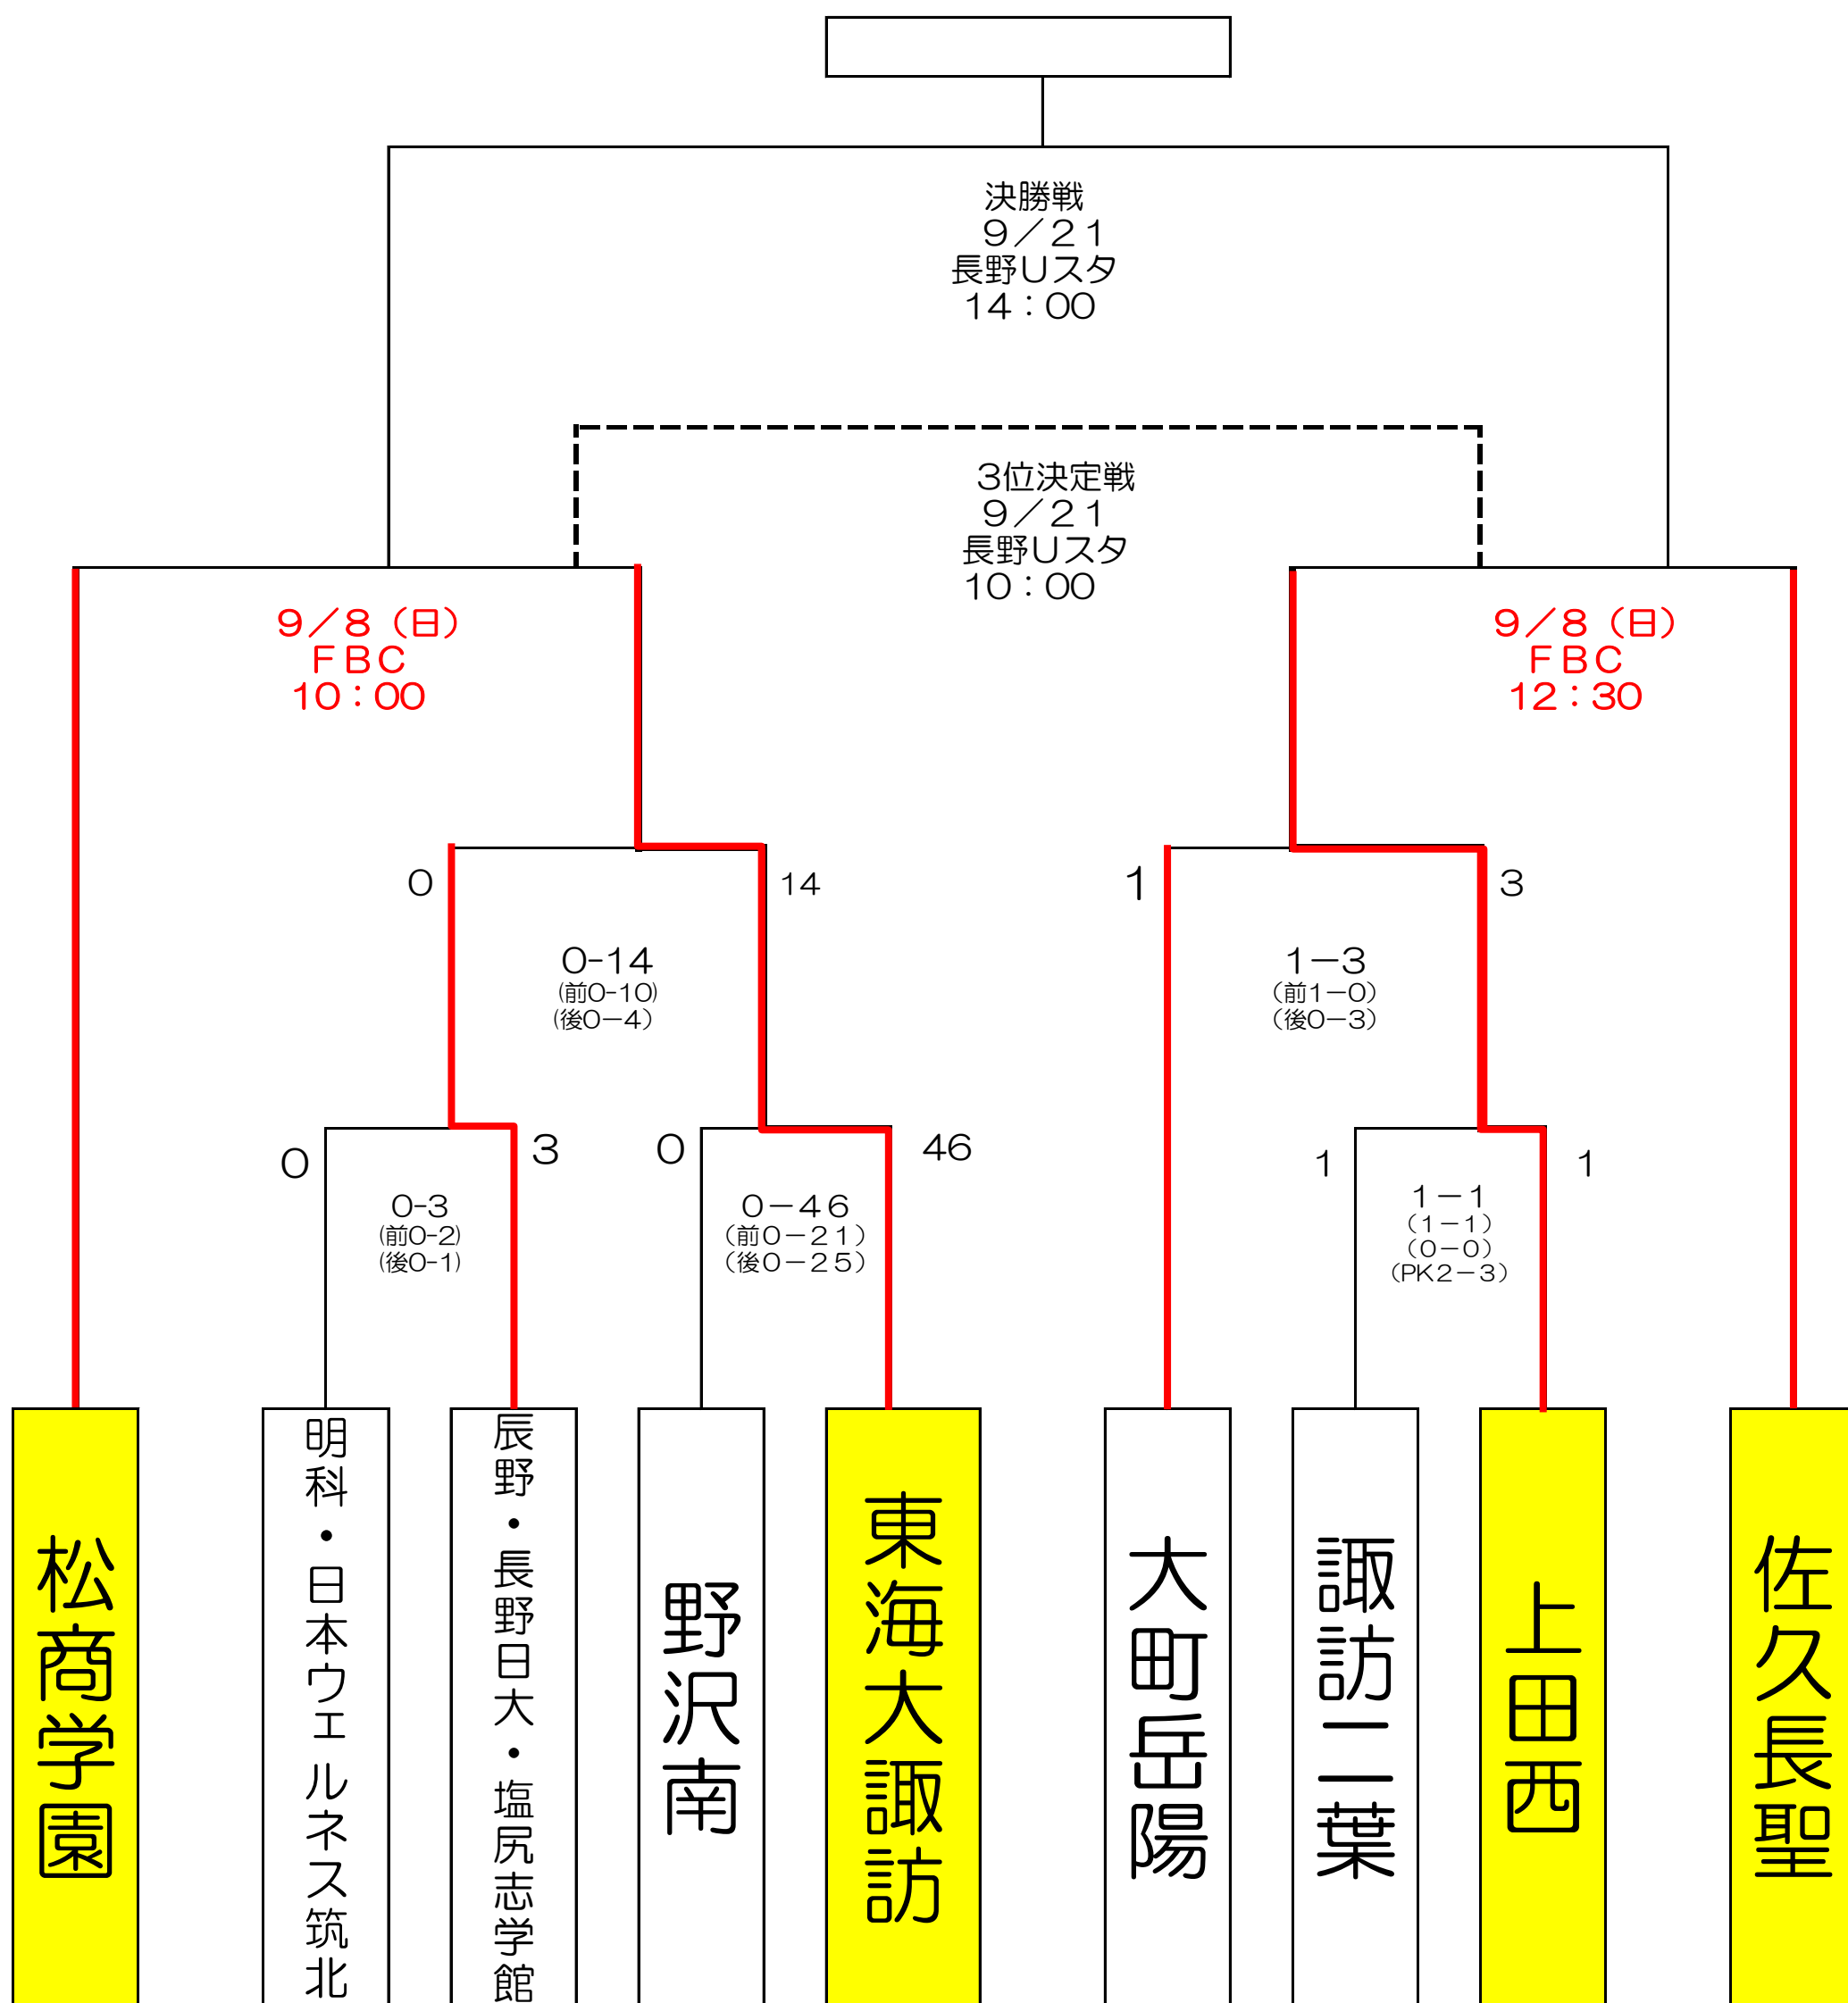 決勝戦
9／21
長野Uスタ
14：00
3位決定戦
9／21
長野Uスタ
10：00
9／8（日）
ＦＢＣ
10：00
9／8（日）
ＦＢＣ
12：30
0
14
1
3
0-14
(前0-10)
(後0－4）
1－3
（前1－0）
（後0－3）
0
3
0
46
1
1
0-3
(前0-2)
(後0-1)
0－46
（前0－21）
（後0－25）
1－1
（1－1）
（0－0）
（PK2－3）
松商学園
明科・日本ウェルネス筑北
辰野・長野日大・塩尻志学館
野沢南
東海大諏訪
大町岳陽
諏訪二葉
上田西
佐久長聖